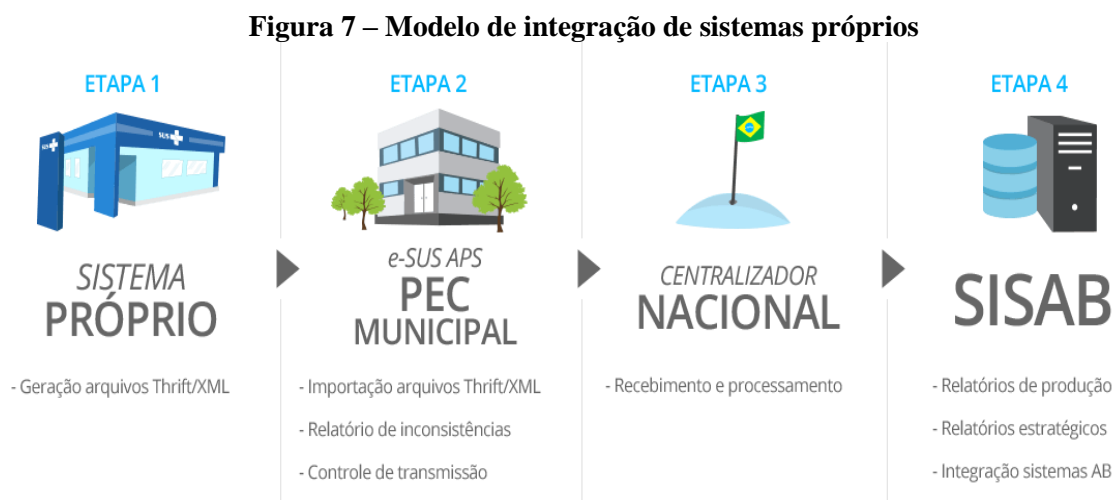 Figura 7 – Modelo de integração de sistemas próprios
ETAPA 1
SUS
SUS
SISTEMA
PRÓPRIO
- Geração arquivos Thrift/XML
ETAPA 2
e-SUS APS
PEC
MUNICIPAL
- Importação arquivos Thrift/XML
- Relatório de inconsistências
- Controle de transmissão
ETAPA 3
CENTRALIZADOR
NACIONAL
- Recebimento e processamento
ETAPA 4
SISAB
- Relatórios de produção
- Relatórios estratégicos
- Integração sistemas AB